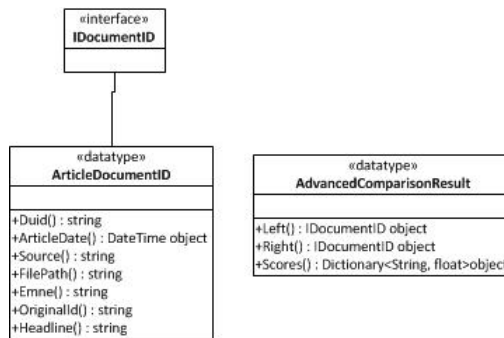 «interface»
IDocumentID
«datatype»
ArticleDocumentID
+Duid() : string
+ArticleDate() : DateTime object
+Source() : string
+FilePath() : string
+Emne() : string
+OriginalId() : string
+Headline() : string
«datatype»
AdvancedComparisonResult
+Left() : IDocumentID object
+Right() : IDocumentID object
+Scores() : Dictionary<String, float>object